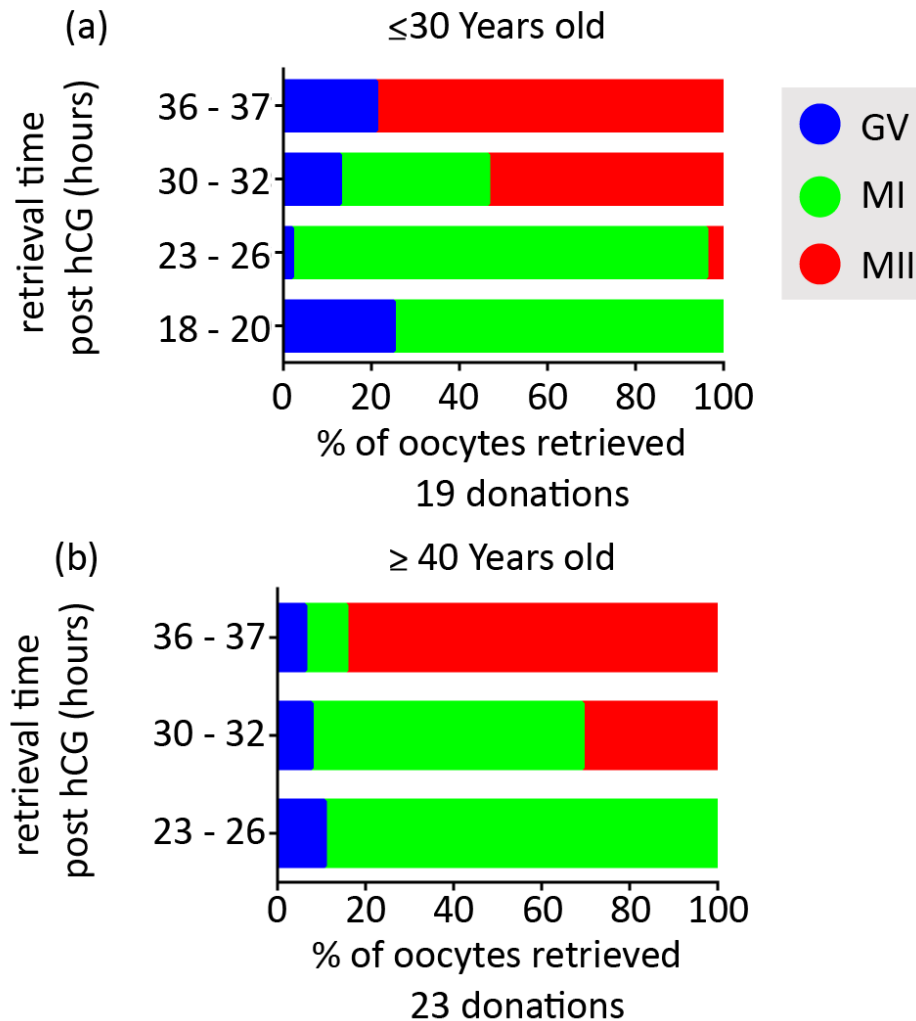 (a)
≤30 Years old
retrieval time
post hCG (hours)
36 - 37
30 - 32
23 - 26
18 - 20
0 20 40 60 80 100
% of oocytes retrieved
19 donations
GV
MI
MII
(b)
≥ 40 Years old
retrieval time
post hCG (hours)
36 - 37
30 - 32
23 - 26
0 20 40 60 80 100
% of oocytes retrieved
23 donations